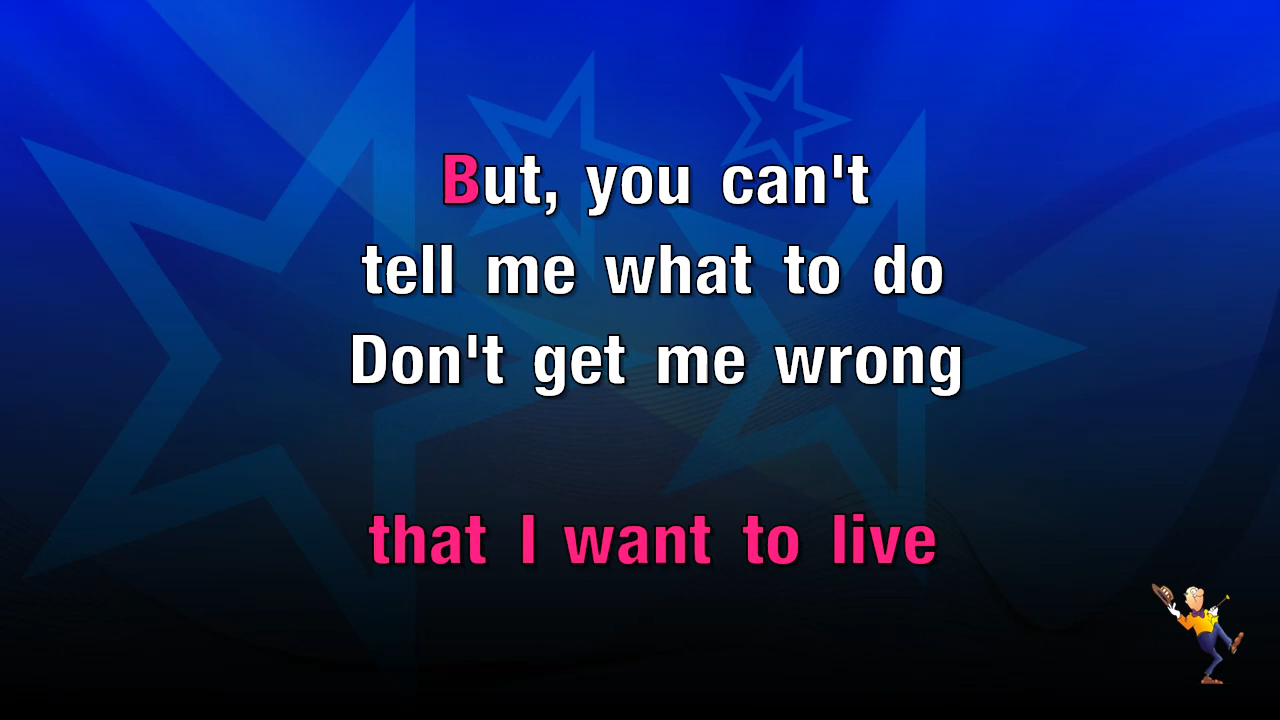 But, you can't
tell me what to do
Don't get me wrong
that I want to live